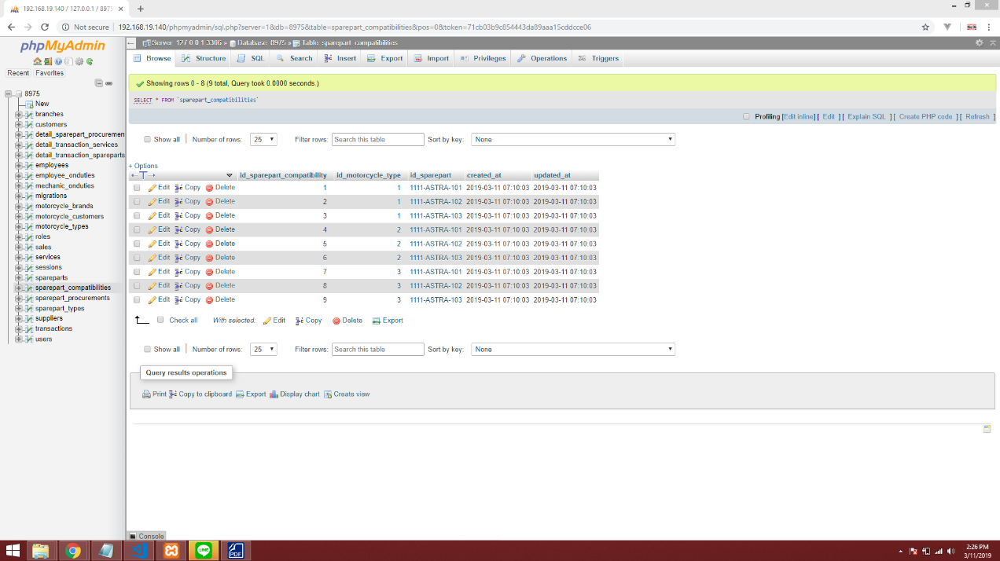 192.168.19.140 / 127.0.0.1 / 8975
Not secure | 192.168.19.140/phpmyadmin/sql.php?server=1&db=8975&table=sparepart_compatibilities&pos=0&token=71cb03b9c854443da89aaa15cddcce06
phpMyAdmin
Recent Favorites
8975
New
branches
customers
detail_sparepart_procuremen
detail_transaction_services
detail_transaction_spareparts
employees
employee_onduties
mechanic_onduties
migrations
motorcycle_brands
motorcycle_customers
motorcycle_types
roles
sales
services
sessions
spareparts
sparepart_compatibilities
sparepart_procurements
sparepart_types
suppliers
transactions
users
Server: 127.0.0.1:3306 » Database: 8975 » Table: sparepart_compatibilities
Browse Structure SQL Search Insert Export Import Privileges Operations Triggers
Showing rows 0 - 8 (9 total, Query took 0.0000 seconds.)
SELECT * FROM `sparepart_compatibilities`
Profiling [Edit inline] [ Edit ] [ Explain SQL ] [ Create PHP code ] [ Refresh ]
Show all | Number of rows: 25 Filter rows: Search this table Sort by key: None
+ Options
←T→ id_sparepart_compatibility id_motorcycle_type id_sparepart created_at updated_at
Edit Copy Delete 1 1 1111-ASTRA-101 2019-03-11 07:10:03 2019-03-11 07:10:03
Edit Copy Delete 2 1 1111-ASTRA-102 2019-03-11 07:10:03 2019-03-11 07:10:03
Edit Copy Delete 3 1 1111-ASTRA-103 2019-03-11 07:10:03 2019-03-11 07:10:03
Edit Copy Delete 4 2 1111-ASTRA-101 2019-03-11 07:10:03 2019-03-11 07:10:03
Edit Copy Delete 5 2 1111-ASTRA-102 2019-03-11 07:10:03 2019-03-11 07:10:03
Edit Copy Delete 6 2 1111-ASTRA-103 2019-03-11 07:10:03 2019-03-11 07:10:03
Edit Copy Delete 7 3 1111-ASTRA-101 2019-03-11 07:10:03 2019-03-11 07:10:03
Edit Copy Delete 8 3 1111-ASTRA-102 2019-03-11 07:10:03 2019-03-11 07:10:03
Edit Copy Delete 9 3 1111-ASTRA-103 2019-03-11 07:10:03 2019-03-11 07:10:03
Check all With selected: Edit Copy Delete Export
Show all | Number of rows: 25 Filter rows: Search this table Sort by key: None
Query results operations
Print Copy to clipboard Export Display chart Create view
Console
LINE
PDF
2:26 PM
3/11/2019